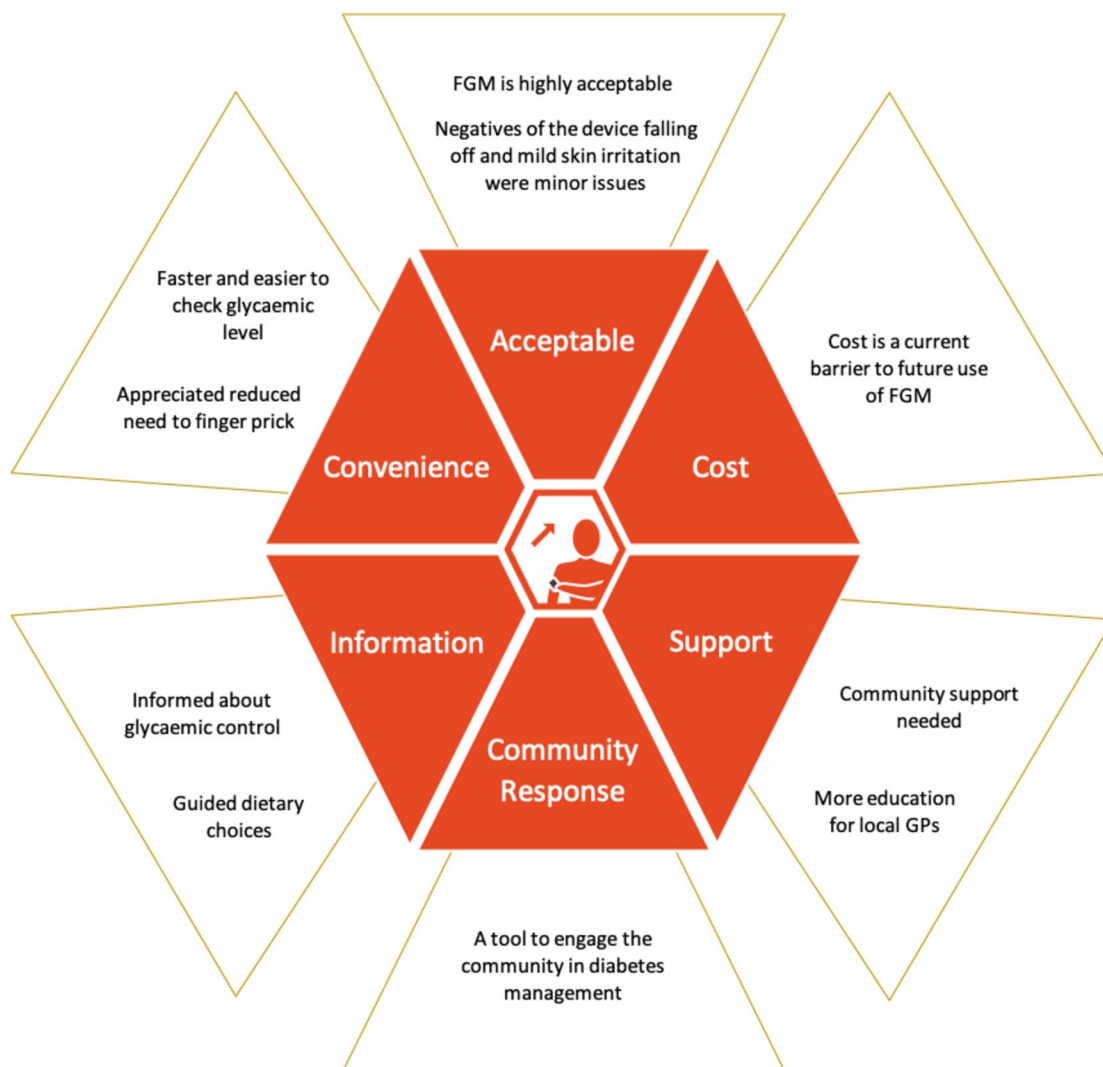 FGM is highly acceptable
Negatives of the device falling
off and mild skin irritation
were minor issues
Acceptable
Cost is a current
barrier to future use
of FGM
Cost
Community support
needed
More education
for local GPs
Support
A tool to engage the
community in diabetes
management
Community
Response
Informed about
glycaemic control
Guided dietary
choices
Information
Faster and easier to
check glycaemic
level
Appreciated reduced
need to finger prick
Convenience